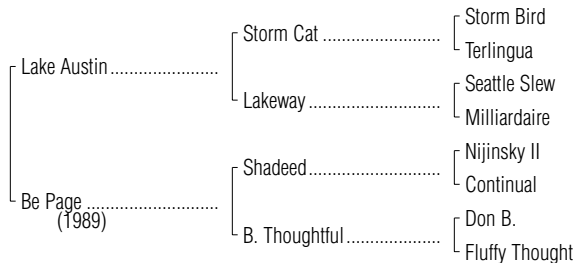 Storm Bird
Storm Cat ........................
Terlingua
Lake Austin ......................
Seattle Slew
Lakeway ...........................
Milliardaire
Nijinsky II
Shadeed ...........................
Continual
Be Page ...........................
(1989)
Don B.
B. Thoughtful ...................
Fluffy Thought